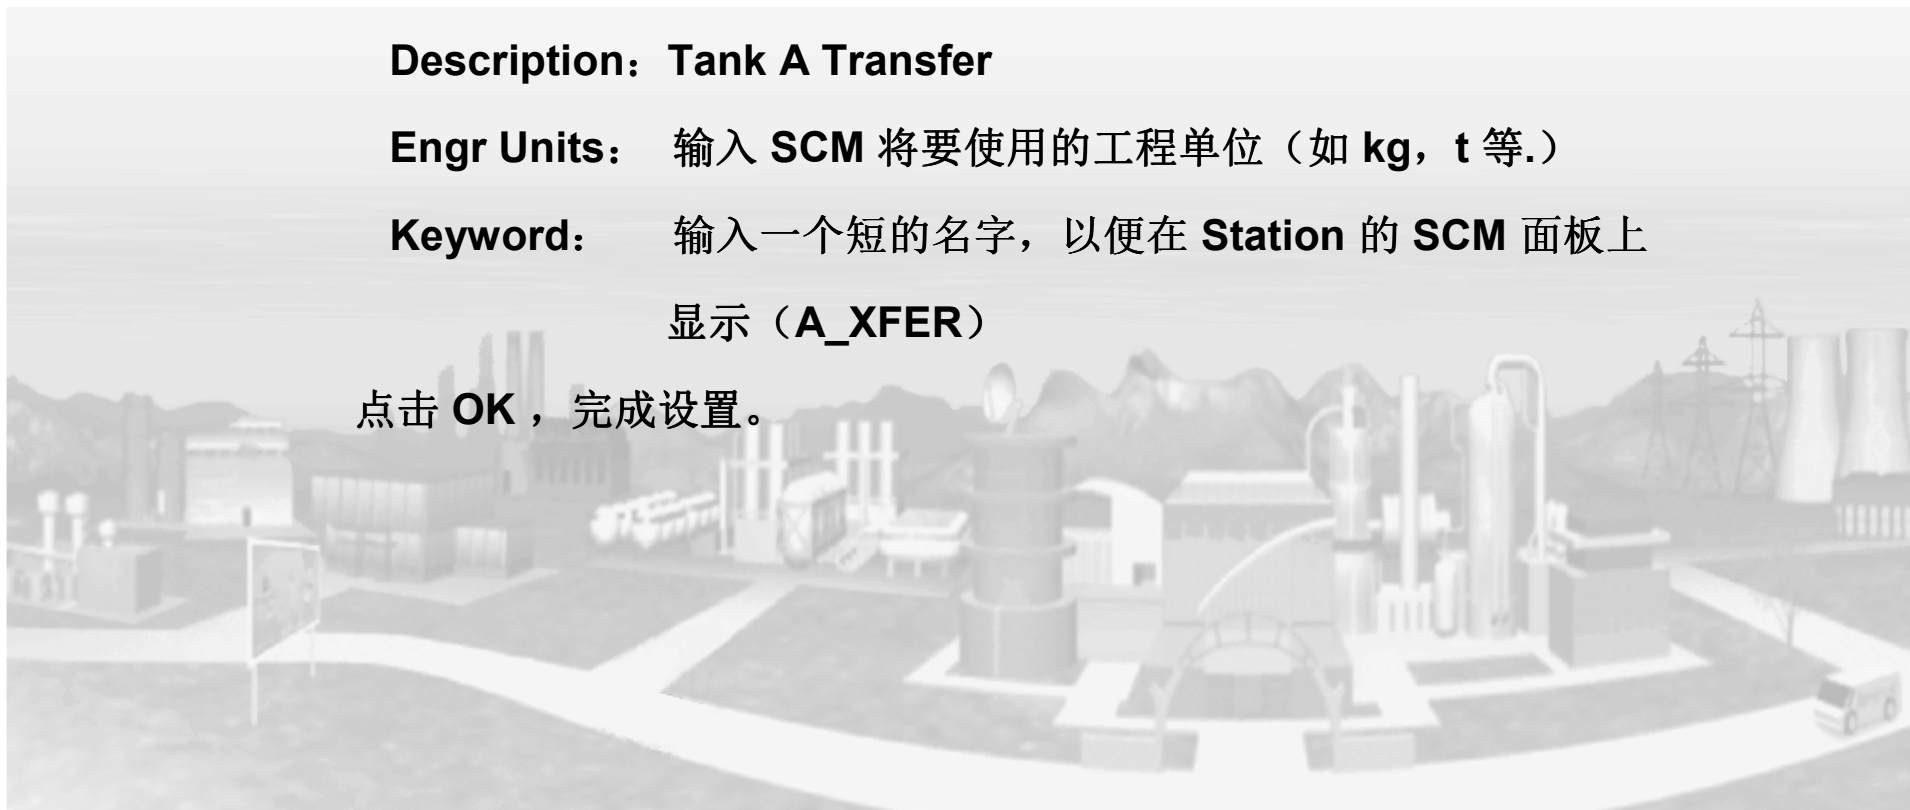 Description：Tank A Transfer
Engr Units： 输入 SCM 将要使用的工程单位（如 kg，t 等.）
Keyword： 输入一个短的名字，以便在 Station 的 SCM 面板上
显示（A_XFER）
点击 OK ，完成设置。